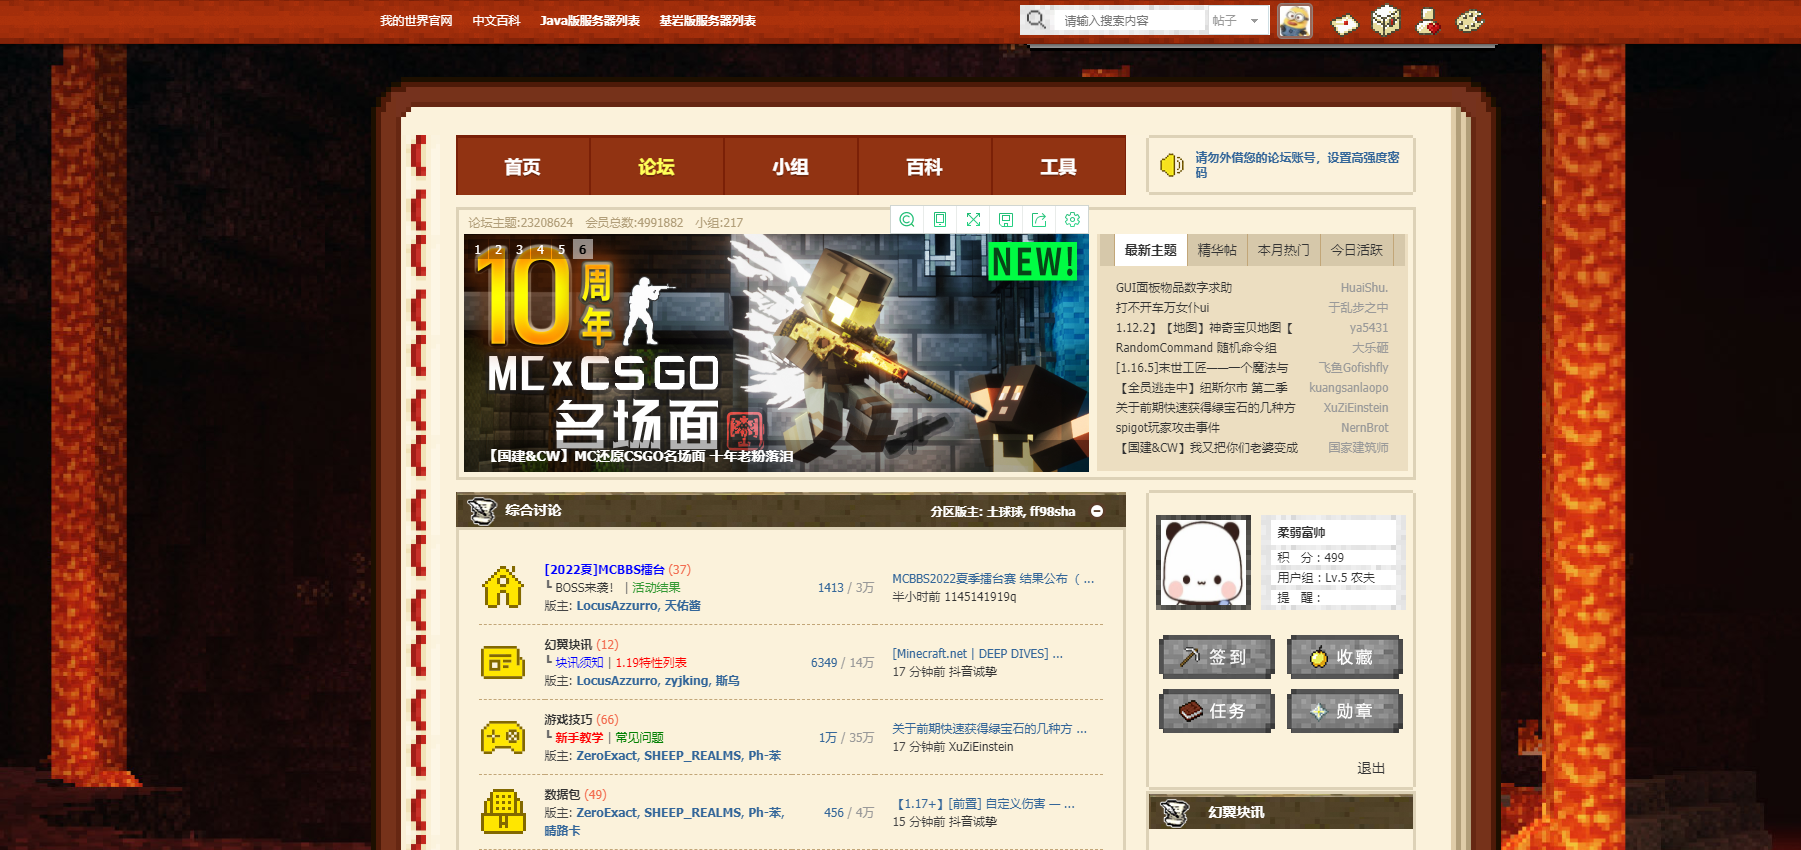 我的世界官网 中文百科 Java版服务器列表 基岩版服务器列表
请输入搜索内容 帖子
首页 论坛 小组 百科 工具
请勿外借您的论坛账号，设置高强度密
码
论坛主题:23208624 会员总数:4991882 小组:217
1 2 3 4 5 6
NEW!
10周年
MCxCSGO
名场面
【国建&CW】MC还原CSGO名场面 十年老粉落泪
最新主题 精华帖 本月热门 今日活跃
GUI面板物品数字求助 HuaiShu.
打不开车万女仆ui 于乱步之中
1.12.2】【地图】神奇宝贝地图【 ya5431
RandomCommand 随机命令组 大乐砸
[1.16.5]末世工匠——一个魔法与 飞鱼Gofishfly
【全员逃走中】纽斯尔市 第二季 kuangsanlaopo
关于前期快速获得绿宝石的几种方 XuZiEinstein
spigot玩家攻击事件 NernBrot
【国建&CW】我又把你们老婆变成 国家建筑师
综合讨论 分区版主: 土球球, ff98sha
[2022夏]MCBBS擂台 (37)
┗ BOSS来袭！ | 活动结果
版主: LocusAzzurro, 天佑酱
1413 / 3万
MCBBS2022夏季擂台赛 结果公布（ ...
半小时前 1145141919q
幻翼块讯 (12)
┗ 块讯须知 | 1.19特性列表
版主: LocusAzzurro, zyjking, 斯乌
6349 / 14万
[Minecraft.net | DEEP DIVES] ...
17 分钟前 抖音诚挚
游戏技巧 (66)
┗ 新手教学 | 常见问题
版主: ZeroExact, SHEEP_REALMS, Ph-苯
1万 / 35万
关于前期快速获得绿宝石的几种方 ...
17 分钟前 XuZiEinstein
数据包 (49)
版主: ZeroExact, SHEEP_REALMS, Ph-苯,
晴路卡
456 / 4万
【1.17+】[前置] 自定义伤害 — ...
15 分钟前 抖音诚挚
柔弱富帅
积 分：499
用户组：Lv.5 农夫
提 醒：
签到 收藏
任务 勋章
退出
幻翼块讯